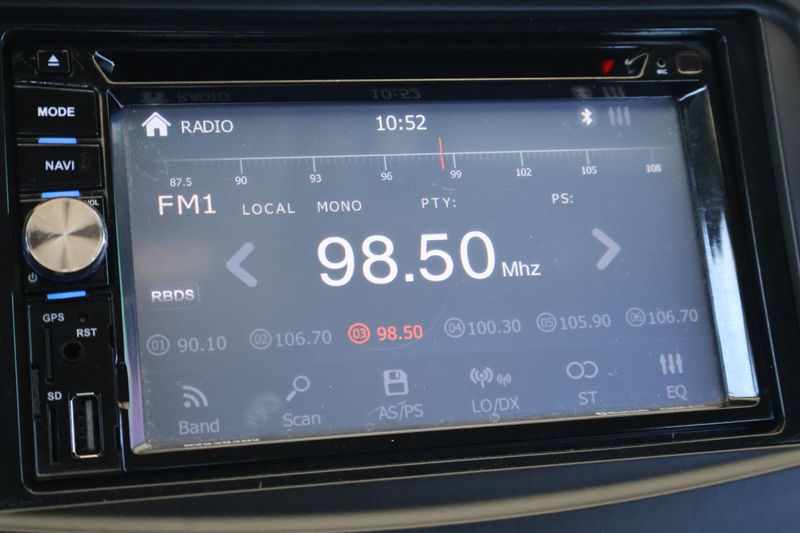 MIC
MODE
NAVI
VOL
GPS
RST
SD
RADIO 10:52
87.5 90 93 96 99 102 105 108
FM1 LOCAL MONO PTY: PS:
98.50 Mhz
RBDS
01 90.10 02 106.70 03 98.50 04 100.30 05 105.90 06 106.70
Band Scan AS/PS LO/DX ST EQ